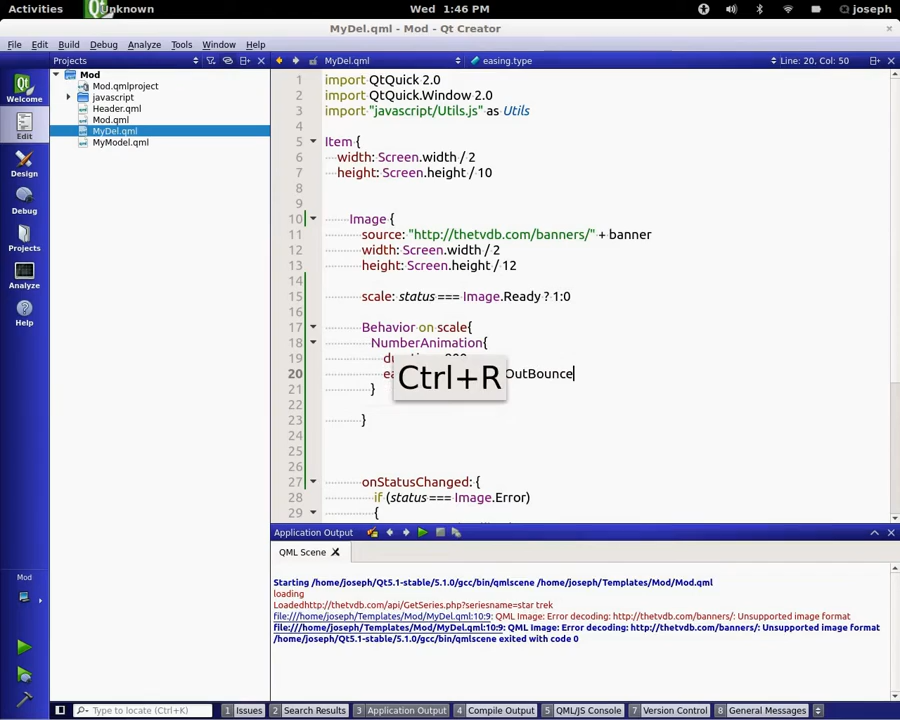 Activities Unknown Wed 1:46 PM joseph
MyDel.qml - Mod - Qt Creator
File Edit Build Debug Analyze Tools Window Help
Projects MyDel.qml easing.type Line: 20, Col: 50
Welcome
Edit
Design
Debug
Projects
Analyze
Help
Mod
Mod
Mod.qmlproject
javascript
Header.qml
Mod.qml
MyDel.qml
MyModel.qml
1 import QtQuick 2.0
2 import QtQuick.Window 2.0
3 import "javascript/Utils.js" as Utils
4
5 Item {
6 width: Screen.width / 2
7 height: Screen.height / 10
8
9
10 Image {
11 source: "http://thetvdb.com/banners/" + banner
12 width: Screen.width / 2
13 height: Screen.height / 12
14
15 scale: status === Image.Ready ? 1:0
16
17 Behavior on scale{
18 NumberAnimation{
19
20 OutBounce
21 }
22
23 }
24
25
26
27 onStatusChanged: {
28 if (status === Image.Error)
29 {
Ctrl+R
Application Output
QML Scene
Starting /home/joseph/Qt5.1-stable/5.1.0/gcc/bin/qmlscene /home/joseph/Templates/Mod/Mod.qml
loading
Loadedhttp://thetvdb.com/api/GetSeries.php?seriesname=star trek
file:///home/joseph/Templates/Mod/MyDel.qml:10:9: QML Image: Error decoding: http://thetvdb.com/banners/: Unsupported image format
file:///home/joseph/Templates/Mod/MyDel.qml:10:9: QML Image: Error decoding: http://thetvdb.com/banners/: Unsupported image format
/home/joseph/Qt5.1-stable/5.1.0/gcc/bin/qmlscene exited with code 0
Type to locate (Ctrl+K) 1 Issues 2 Search Results 3 Application Output 4 Compile Output 5 QML/JS Console 6 General Messages 7 Version Control 8 General Messages